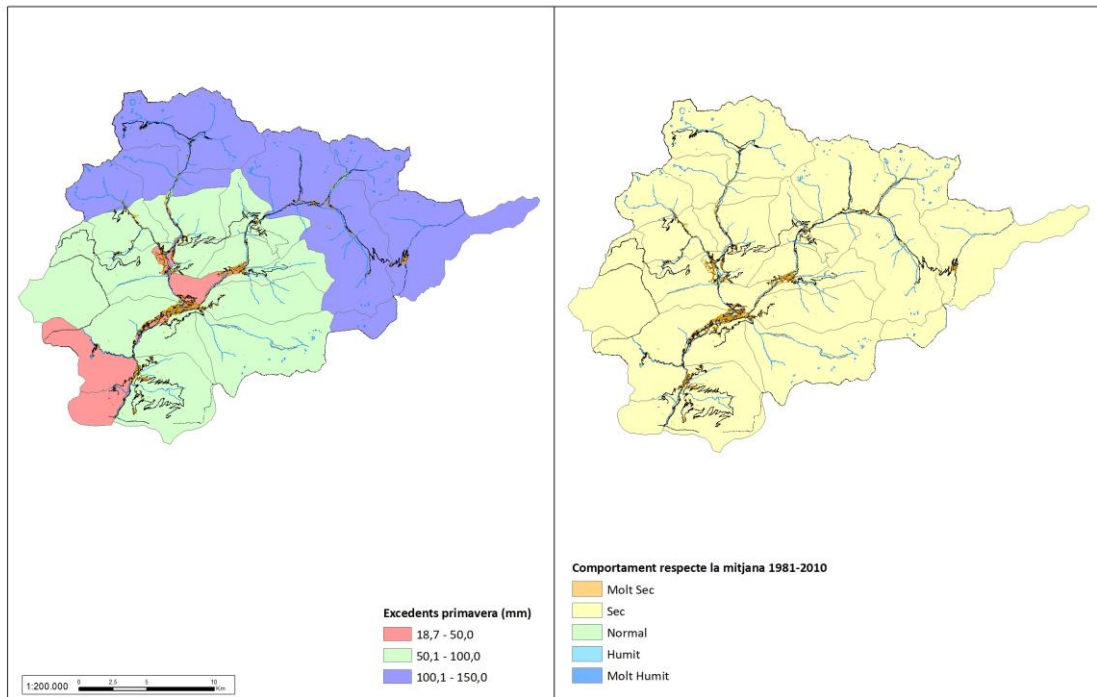 Excedents primavera (mm)
18,7 - 50,0
50,1 - 100,0
100,1 - 150,0
1:200.000
0 2.5 5 10
Km
Comportament respecte la mitjana 1981-2010
Molt Sec
Sec
Normal
Humit
Molt Humit